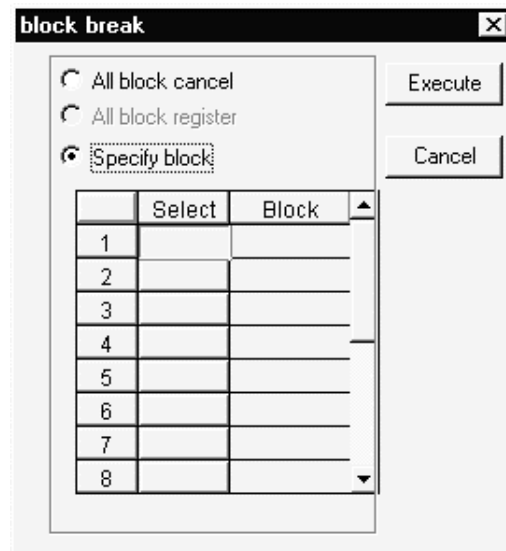 block break
All block cancel
Execute
All block register
Specify block
Cancel
Select Block
1
2
3
4
5
6
7
8